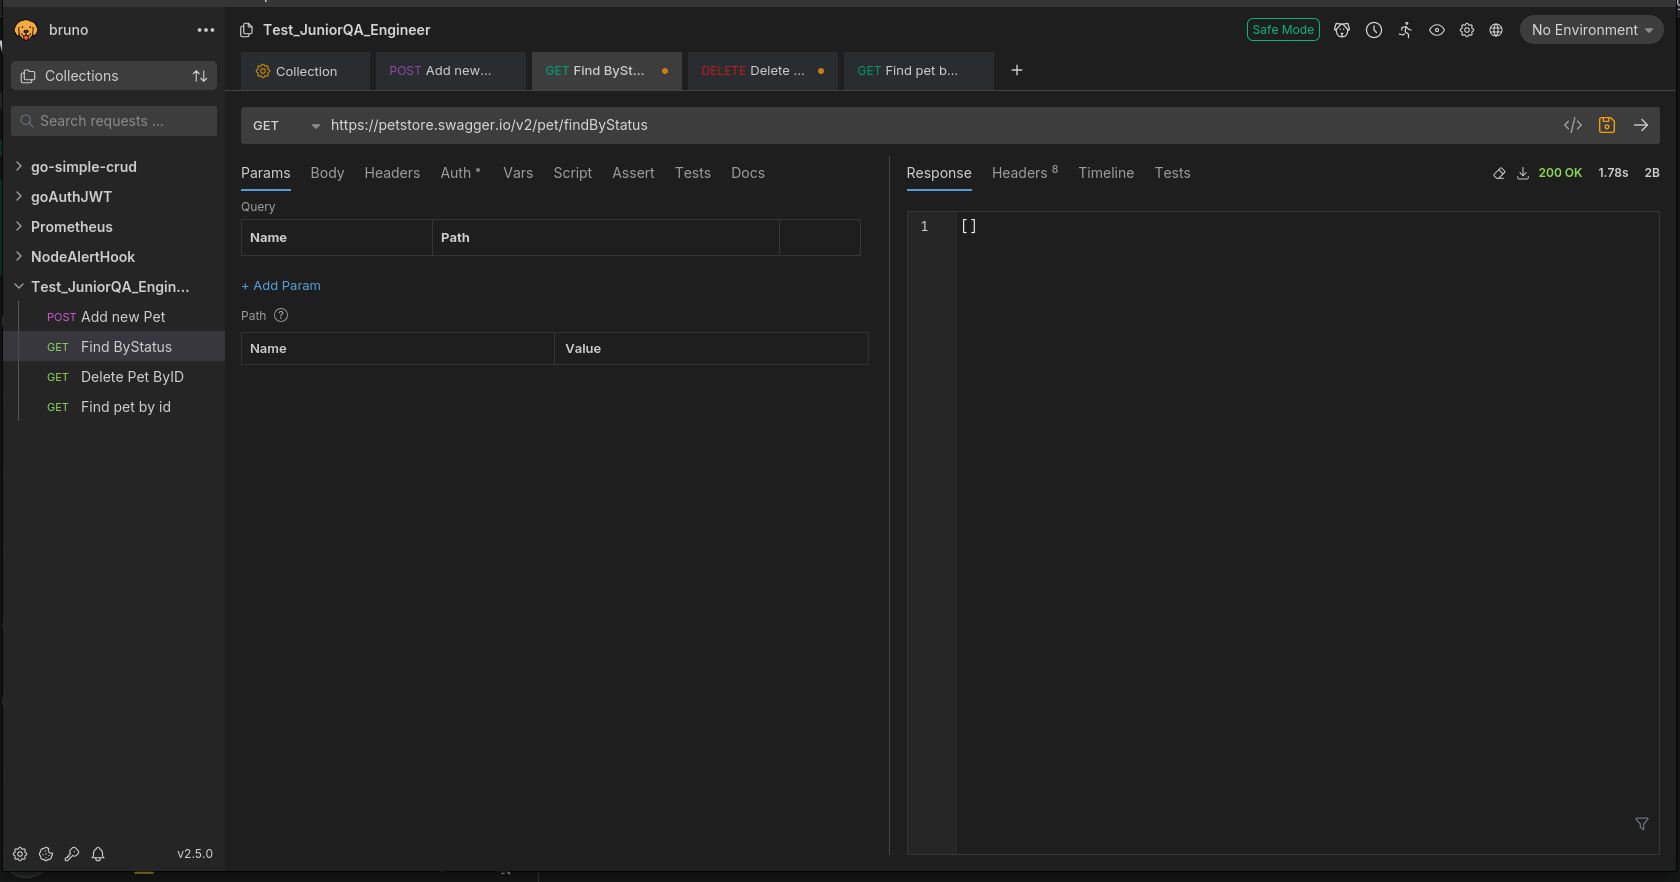 bruno
Test_JuniorQA_Engineer
Safe Mode
No Environment
Collections
Collection
POST Add new...
GET Find BySt...
DELETE Delete ...
GET Find pet b...
Search requests ...
GET
https://petstore.swagger.io/v2/pet/findByStatus
go-simple-crud
goAuthJWT
Prometheus
NodeAlertHook
Test_JuniorQA_Engin...
POST Add new Pet
GET Find ByStatus
GET Delete Pet ByID
GET Find pet by id
Params Body Headers Auth Vars Script Assert Tests Docs
Query
Name Path
+ Add Param
Path ?
Name Value
Response Headers 8 Timeline Tests
200 OK 1.78s 2B
1 []
v2.5.0